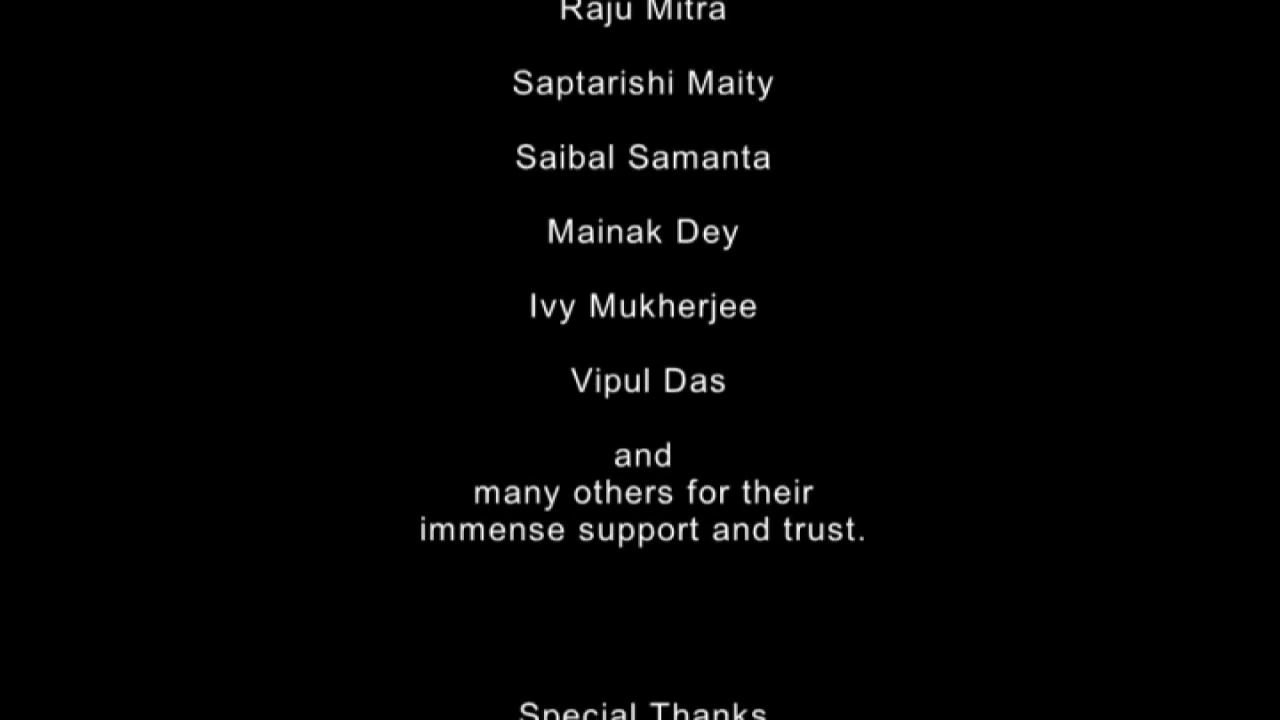 Raju Mitra
Saptarishi Maity
Saibal Samanta
Mainak Dey
Ivy Mukherjee
Vipul Das
and
many others for their
immense support and trust.
Special Thanks